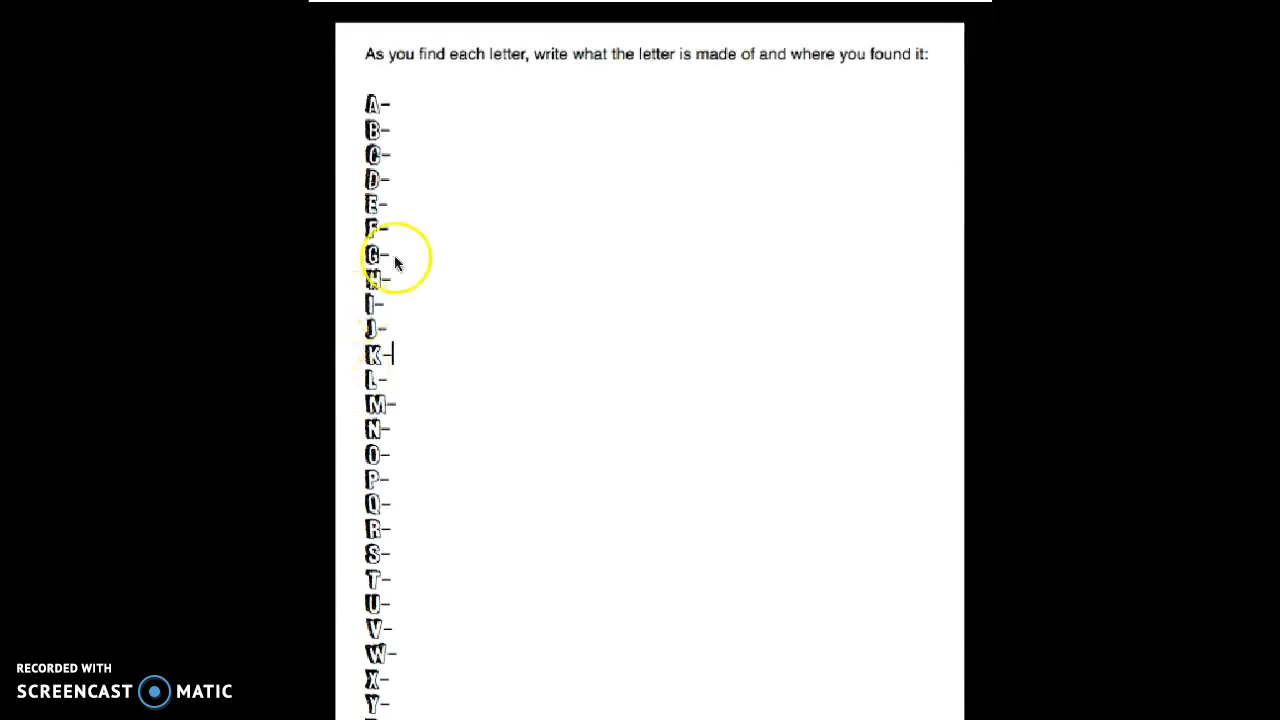 As you find each letter, write what the letter is made of and where you found it:
A-
B-
C-
D-
E-
F-
G-
H-
I-
J-
K-
L-
M-
N-
O-
P-
Q-
R-
S-
T-
U-
V-
W-
X-
Y-
RECORDED WITH
SCREENCAST MATIC